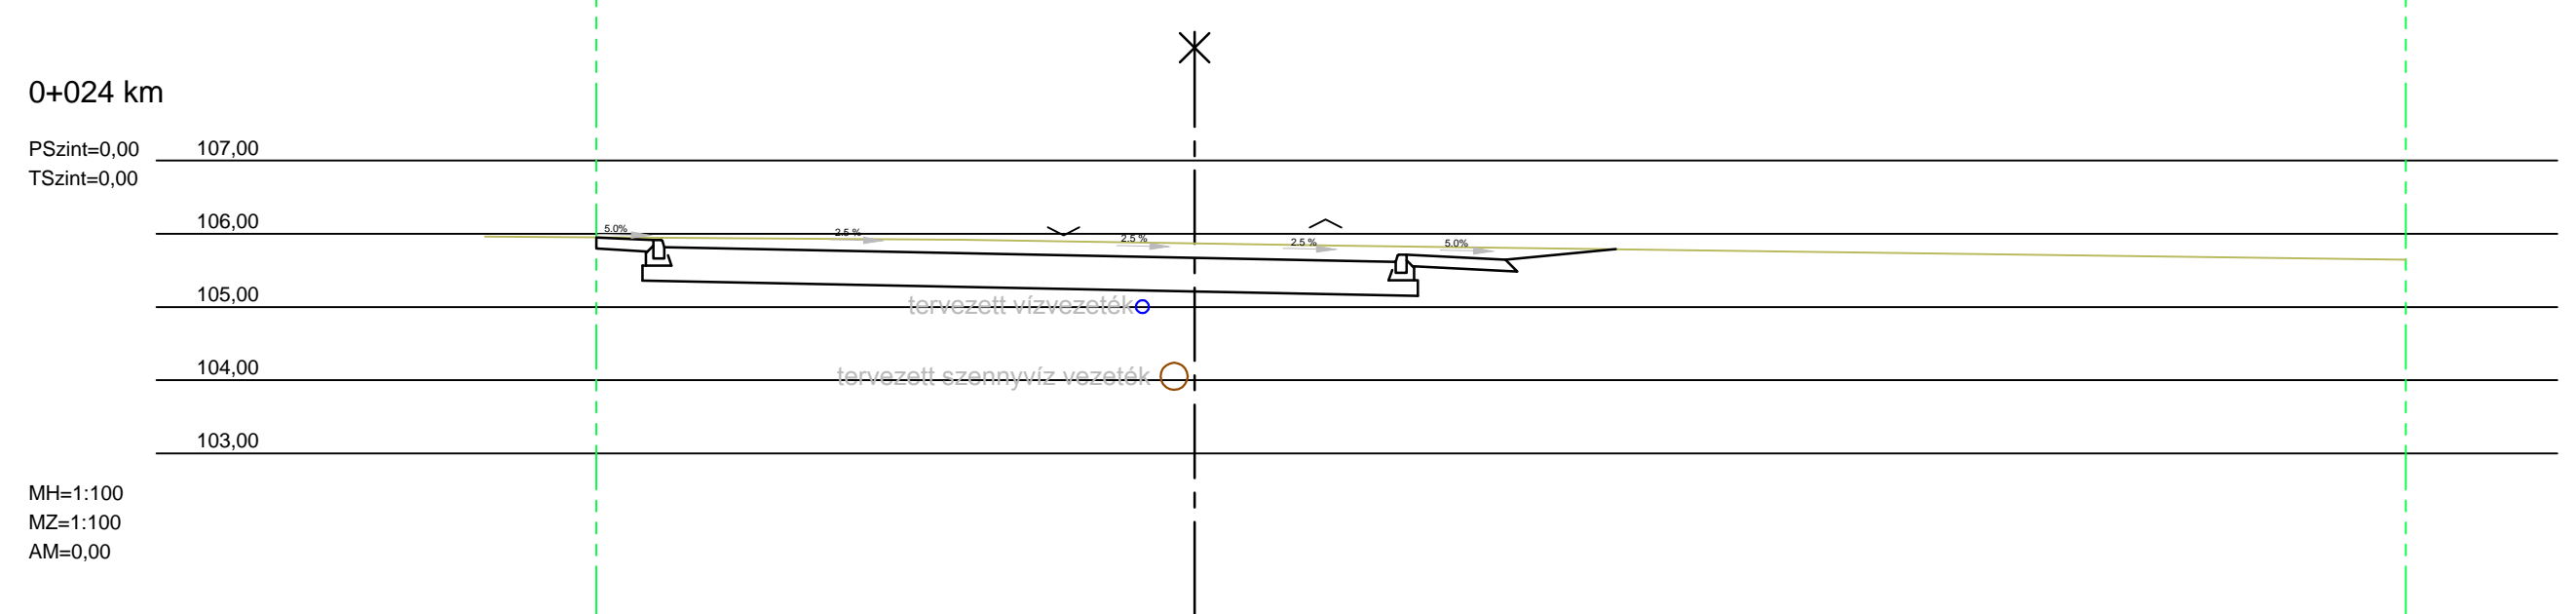 0+024 km
PSzint=0,00
TSzint=0,00
107,00
106,00
5.0%
2.5 %
2.5 %
2.5 %
5.0%
105,00
tervezett vízvezeték
104,00
tervezett szennyvíz vezeték
103,00
MH=1:100
MZ=1:100
AM=0,00